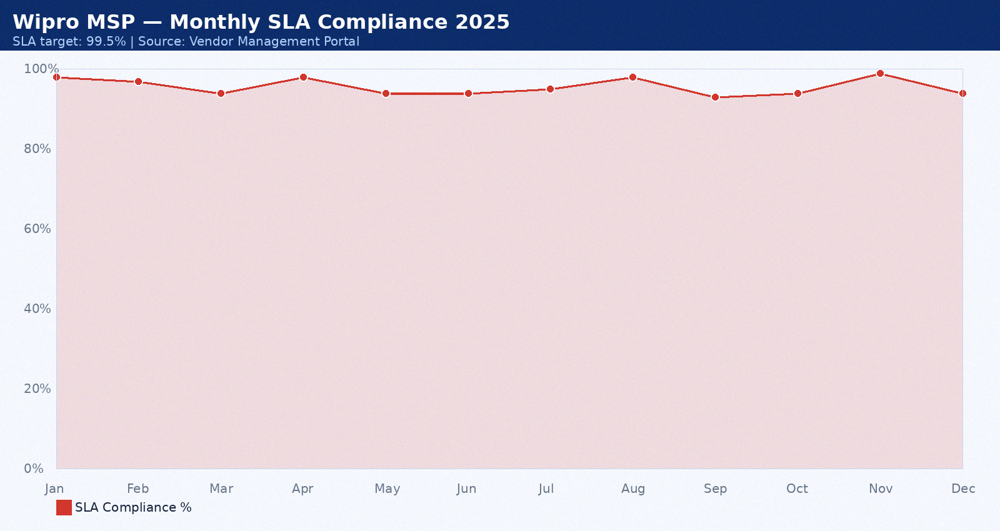 Wipro MSP — Monthly SLA Compliance 2025
SLA target: 99.5% | Source: Vendor Management Portal
100%
80%
60%
40%
20%
0%
Jan Feb Mar Apr May Jun Jul Aug Sep Oct Nov Dec
SLA Compliance %